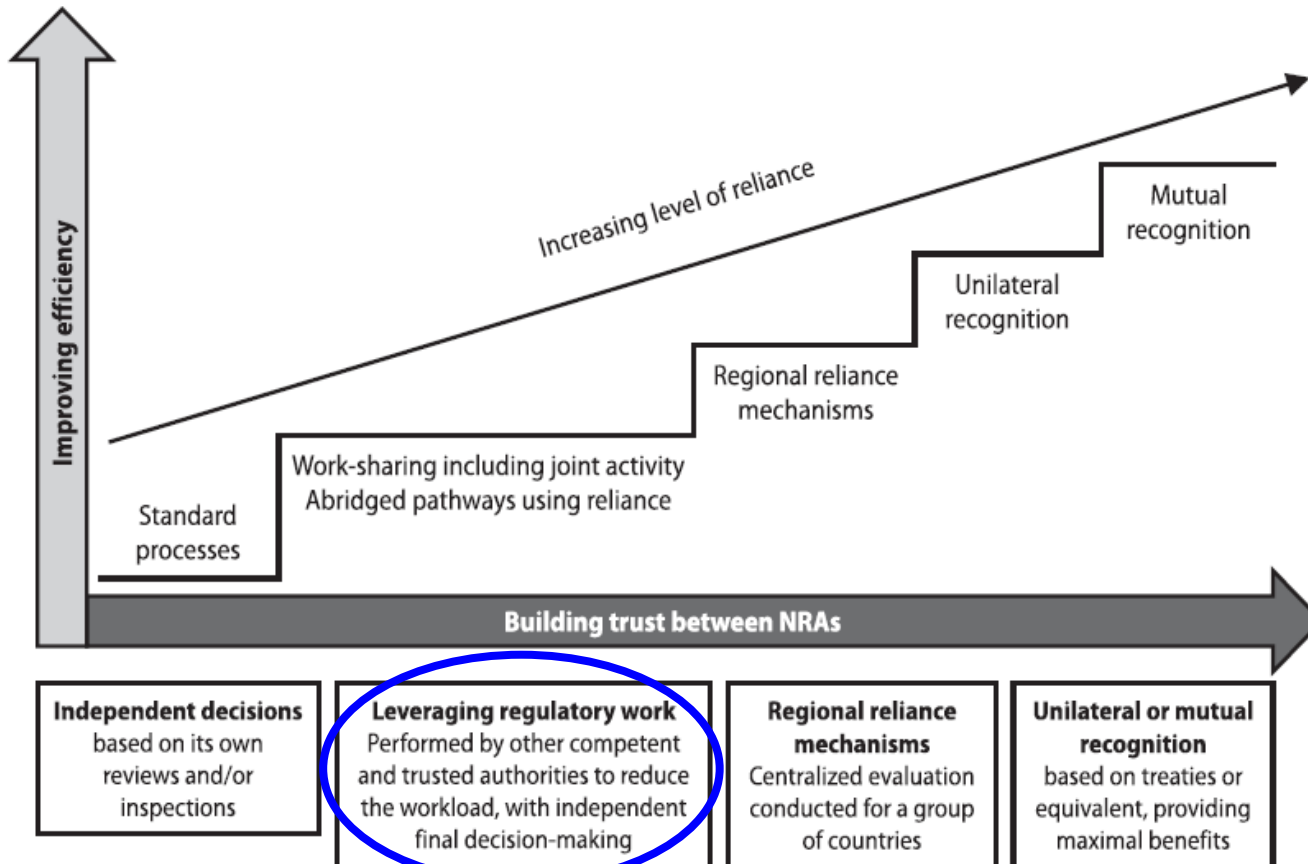 Improving efficiency
Increasing level of reliance
Mutual
recognition
Unilateral
recognition
Regional reliance
mechanisms
Work-sharing including joint activity
Abridged pathways using reliance
Standard
processes
Building trust between NRAs
Independent decisions
based on its own
reviews and/or
inspections
Leveraging regulatory work
Performed by other competent
and trusted authorities to reduce
the workload, with independent
final decision-making
Regional reliance
mechanisms
Centralized evaluation
conducted for a group
of countries
Unilateral or mutual
recognition
based on treaties or
equivalent, providing
maximal benefits